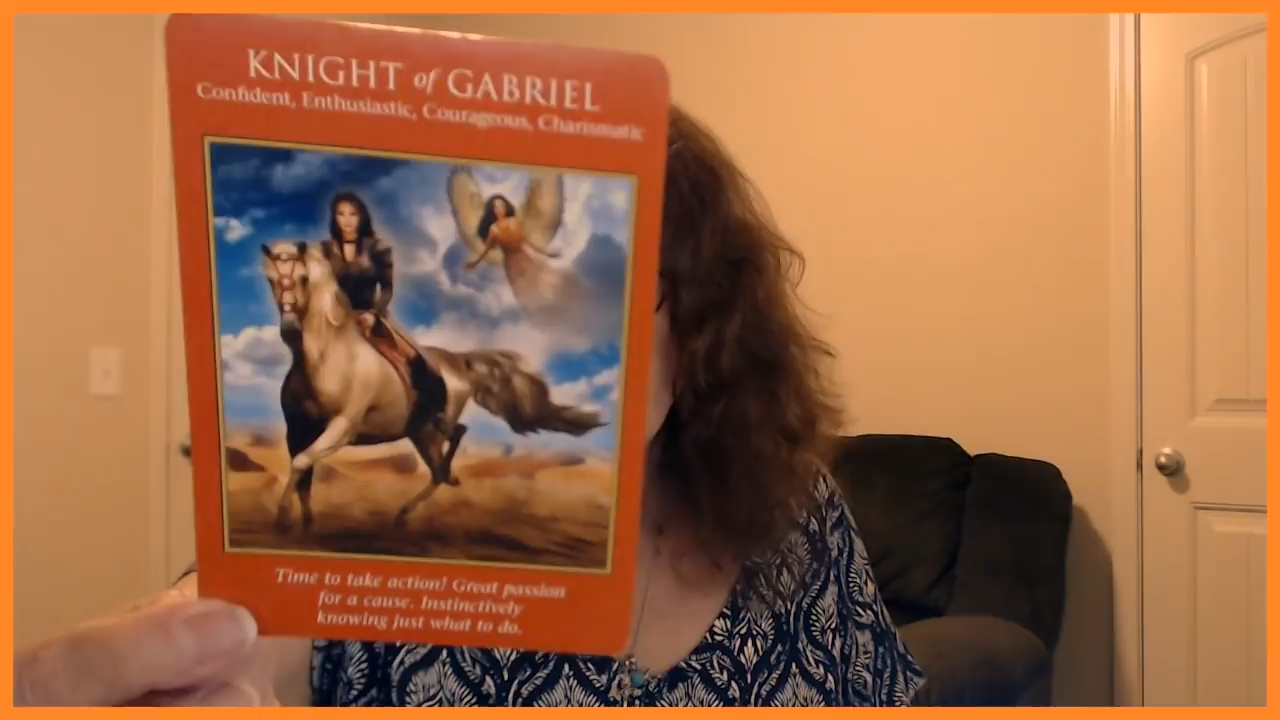 KNIGHT of GABRIEL
Confident, Enthusiastic, Courageous, Charismatic
Time to take action! Great passion
for a cause. Instinctively
knowing just what to do.